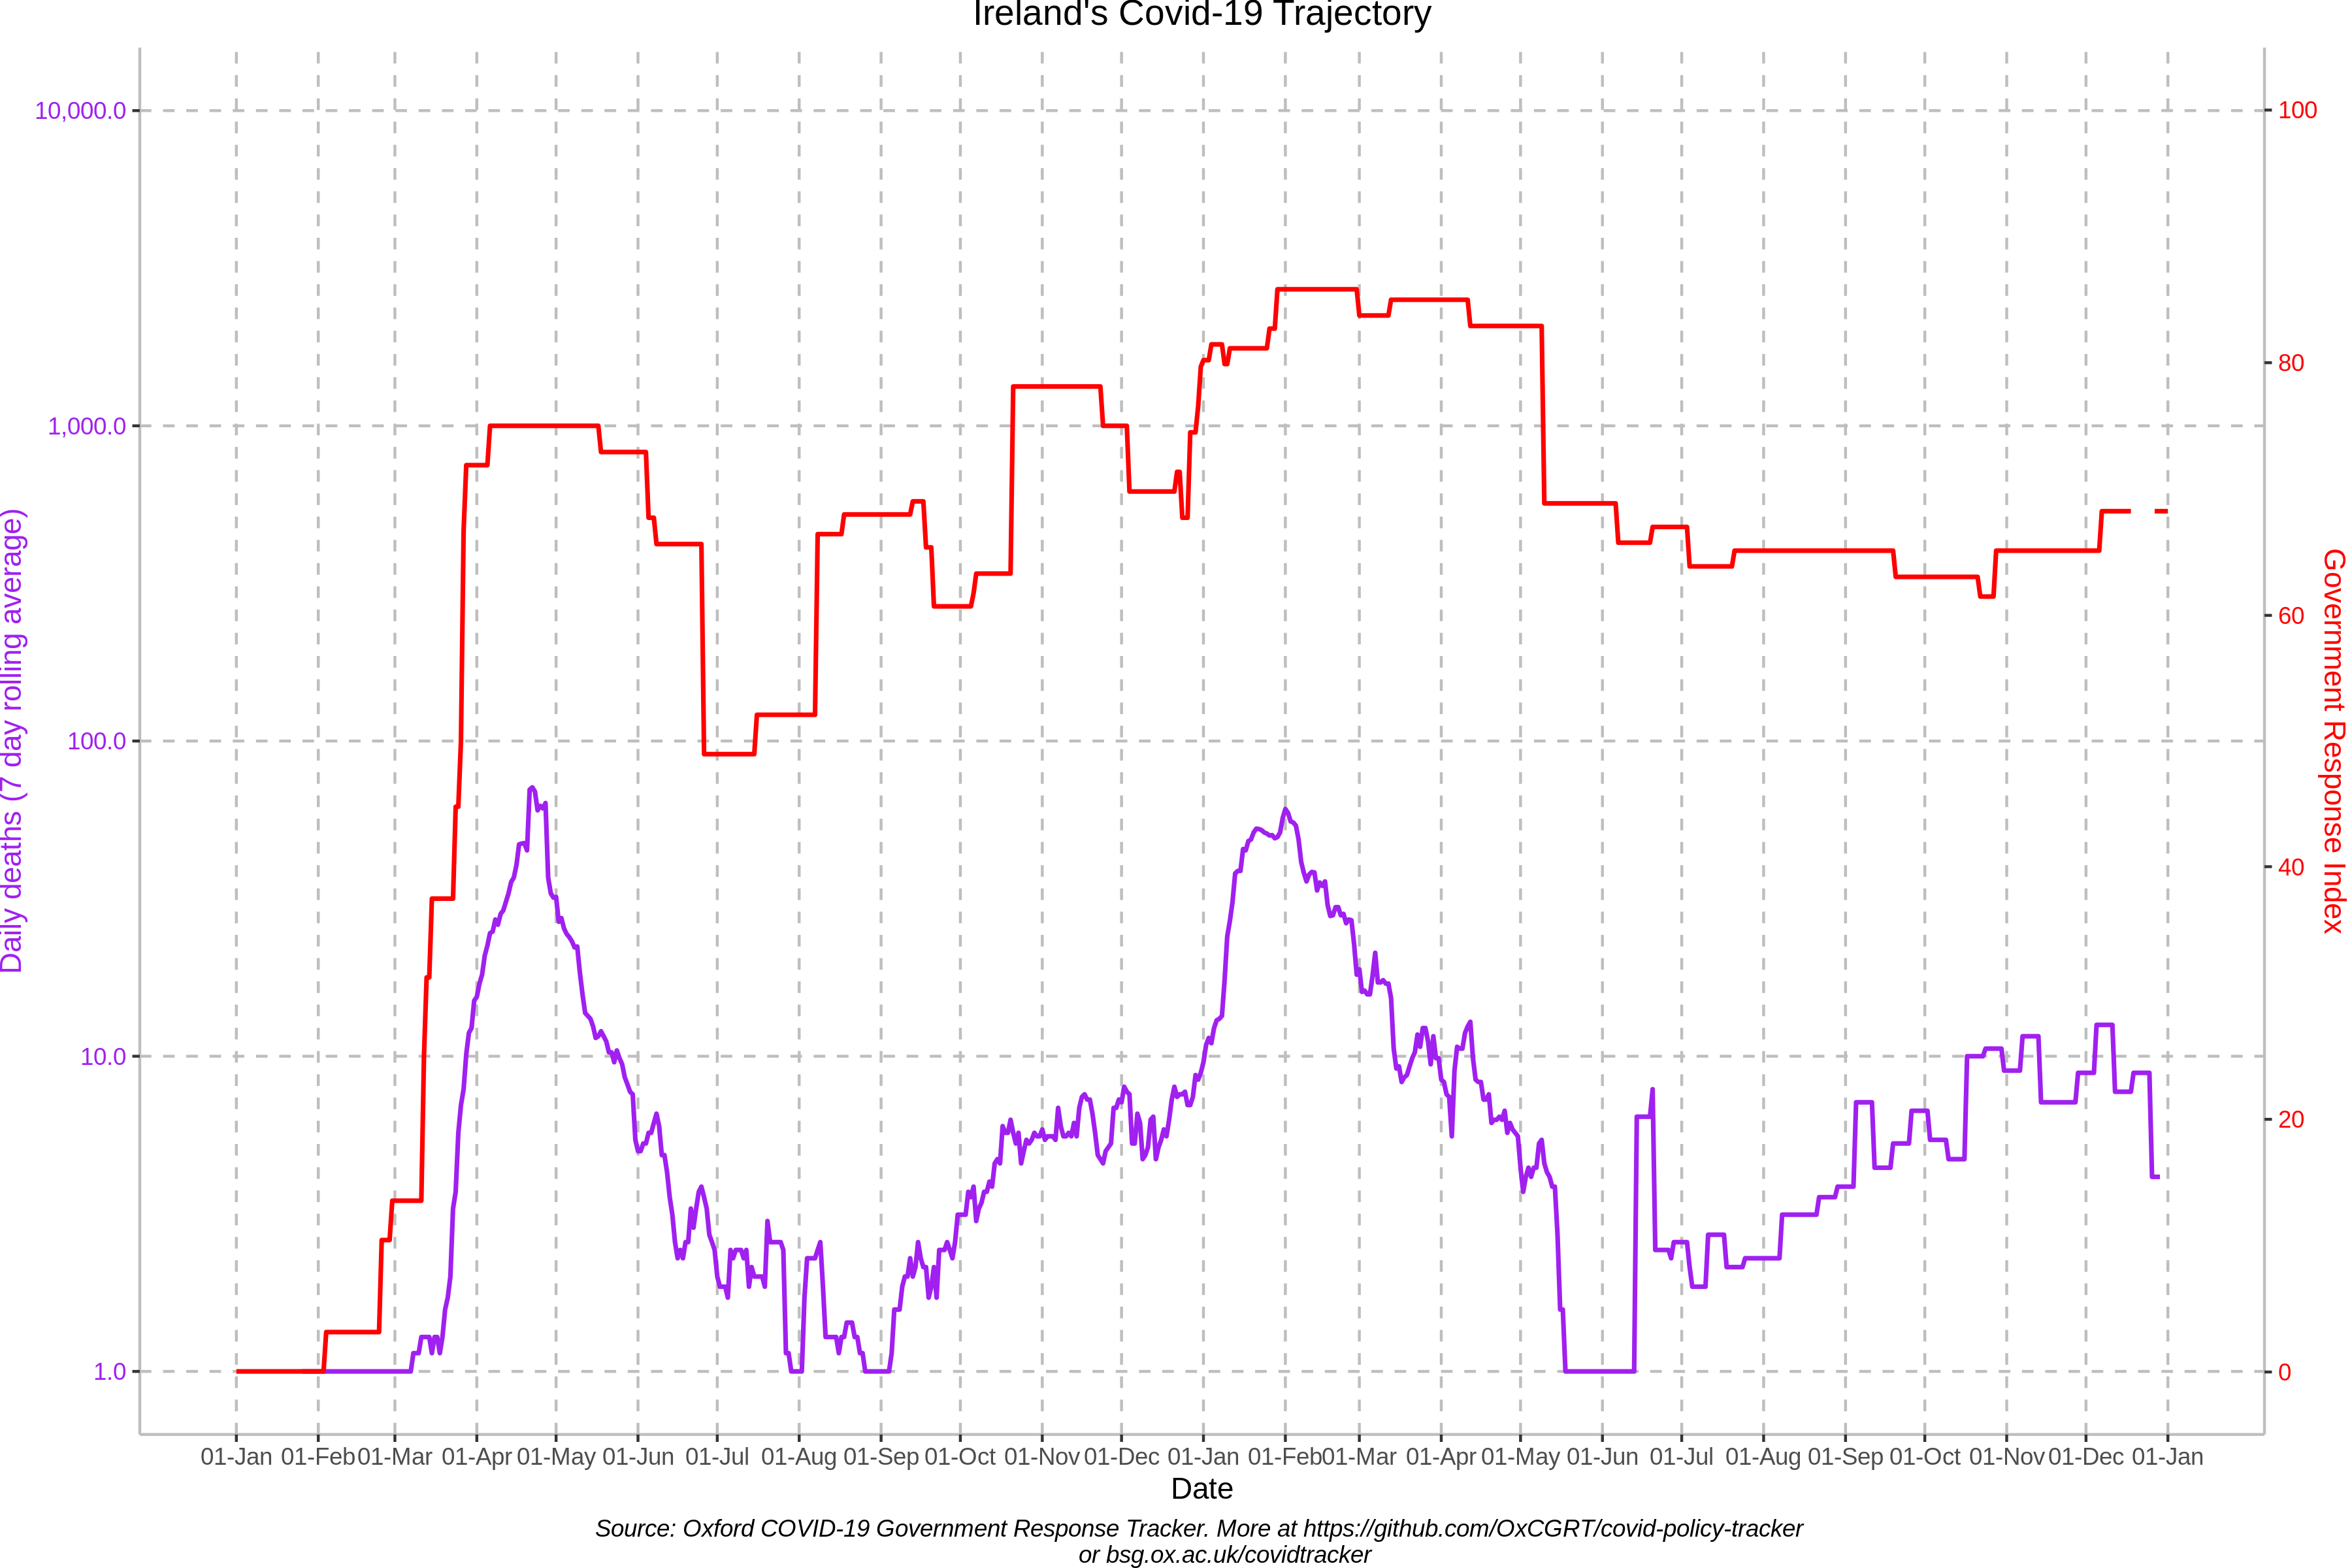 Ireland's Covid-19 Trajectory
10,000.0
1,000.0
100.0
10.0
1.0
Daily deaths (7 day rolling average)
100
80
60
40
20
0
Government Response Index
01-Jan 01-Feb 01-Mar 01-Apr 01-May 01-Jun 01-Jul 01-Aug 01-Sep 01-Oct 01-Nov 01-Dec 01-Jan 01-Feb 01-Mar 01-Apr 01-May 01-Jun 01-Jul 01-Aug 01-Sep 01-Oct 01-Nov 01-Dec 01-Jan
Date
Source: Oxford COVID-19 Government Response Tracker. More at https://github.com/OxCGRT/covid-policy-tracker
or bsg.ox.ac.uk/covidtracker